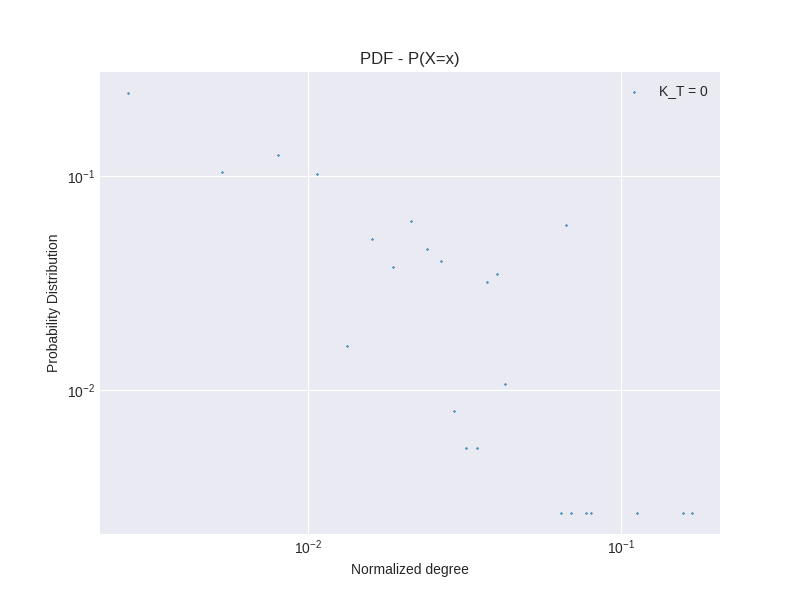 PDF - P(X=x)
K_T = 0
Probability Distribution
10⁻¹
10⁻²
10⁻²
10⁻¹
Normalized degree